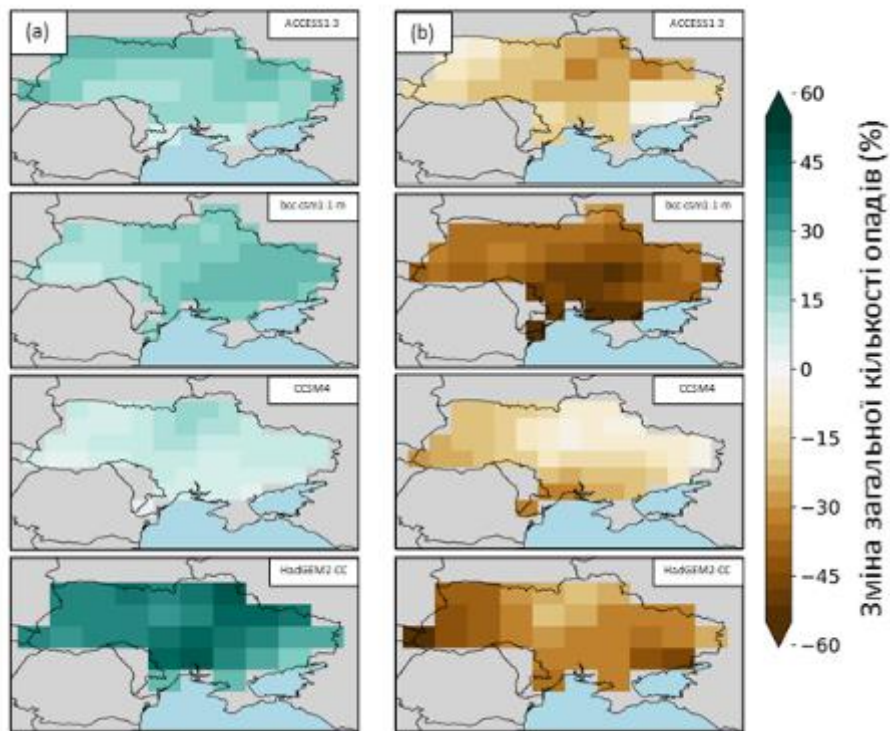 (a)
ACCESS1 3
(b)
ACCESS1 3
bcc csm1 1 m
bcc csm1 1 m
CCSM4
CCSM4
HadGEM2 CC
HadGEM2 CC
60
45
30
15
0
−15
−30
−45
−60
Зміна загальної кількості опадів (%)